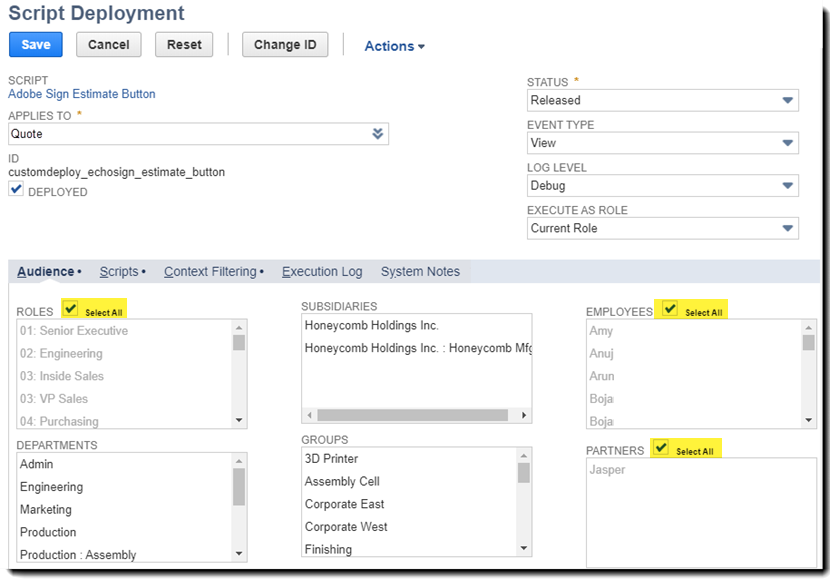 Script Deployment
Save Cancel Reset Change ID Actions
SCRIPT
Adobe Sign Estimate Button
APPLIES TO *
Quote
ID
customdeploy_echosign_estimate_button
DEPLOYED
STATUS *
Released
EVENT TYPE
View
LOG LEVEL
Debug
EXECUTE AS ROLE
Current Role
Audience • Scripts • Context Filtering • Execution Log System Notes
ROLES Select All
01: Senior Executive
02: Engineering
03: Inside Sales
03: VP Sales
04: Purchasing
SUBSIDIARIES
Honeycomb Holdings Inc.
Honeycomb Holdings Inc. : Honeycomb Mfg
EMPLOYEES Select All
Amy
Anuj
Arun
Boja
Boja
DEPARTMENTS
Admin
Engineering
Marketing
Production
Production : Assembly
GROUPS
3D Printer
Assembly Cell
Corporate East
Corporate West
Finishing
PARTNERS Select All
Jasper